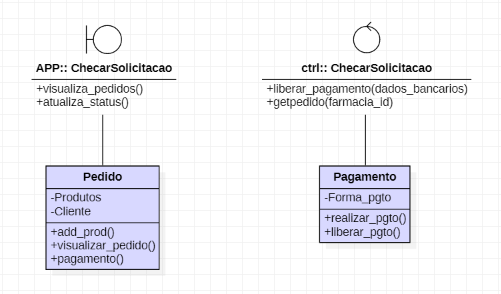 APP:: ChecarSolicitacao
+visualiza_pedidos()
+atualiza_status()
Pedido
-Produtos
-Cliente
+add_prod()
+visualizar_pedido()
+pagamento()
ctrl:: ChecarSolicitacao
+liberar_pagamento(dados_bancarios)
+getpedido(farmacia_id)
Pagamento
-Forma_pgto
+realizar_pgto()
+liberar_pgto()